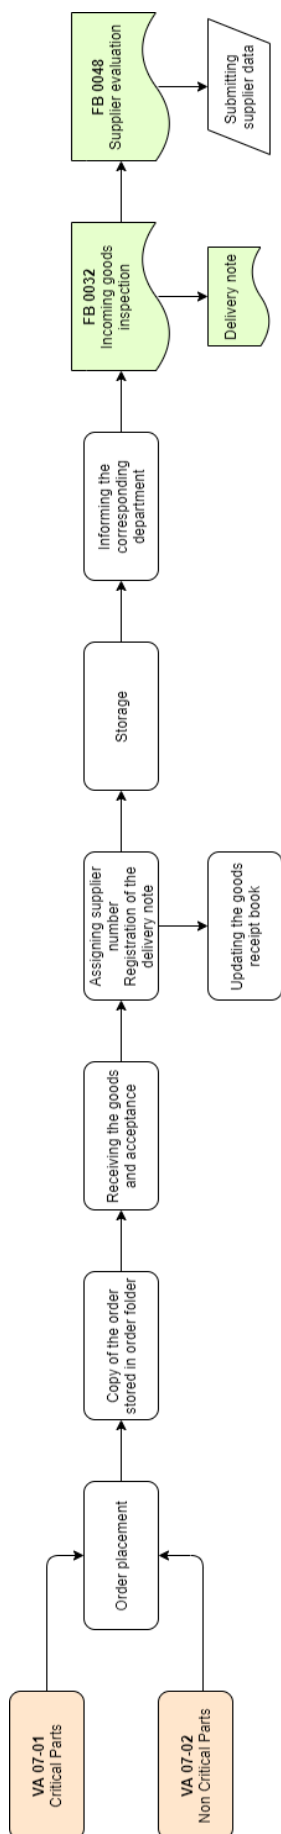 VA 07-01
Critical Parts
VA 07-02
Non Critical Parts
Order placement
Copy of the order
stored in order folder
Receiving the goods
and acceptance
Assigning supplier
number
Registration of the
delivery note
Updating the goods
receipt book
Storage
Informing the
corresponding
department
FB 0032
Incoming goods
inspection
Delivery note
FB 0048
Supplier evaluation
Submitting
supplier data